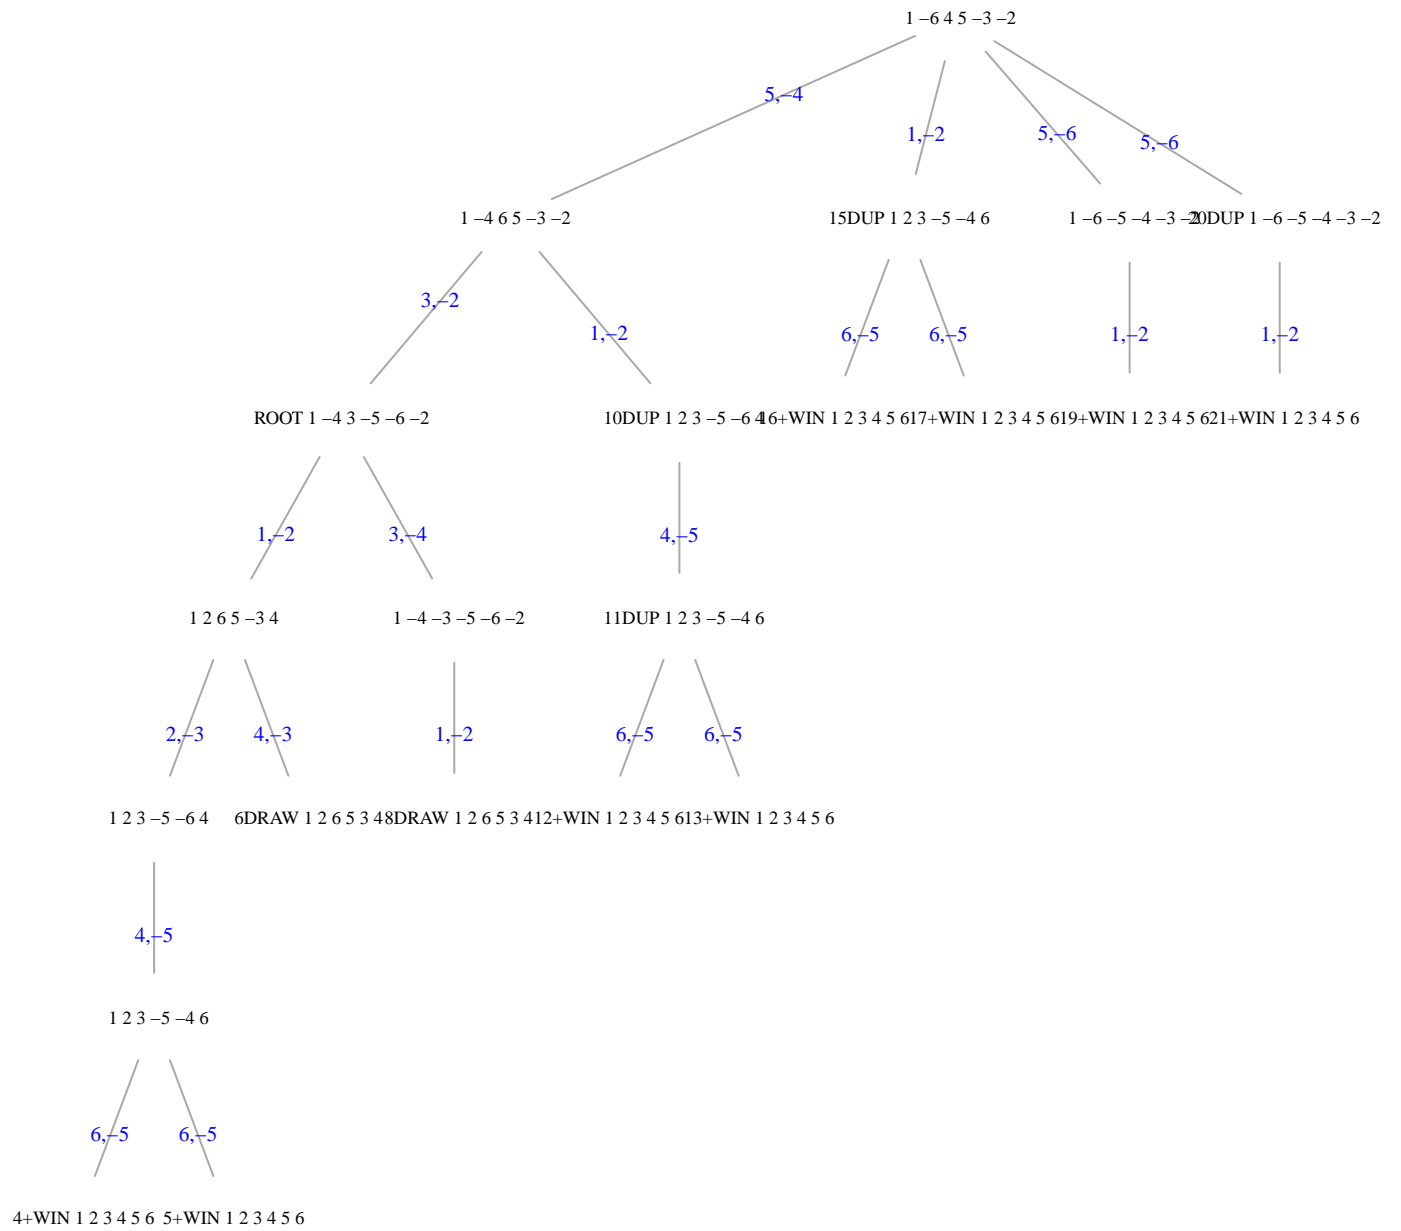 1 –6 4 5 –3 –2
5,–4
1,–2
5,–6
5,–6
1 –4 6 5 –3 –2
15DUP 1 2 3 –5 –4 6
1 –6 –5 –4 –3 –2
20DUP 1 –6 –5 –4 –3 –2
3,–2
1,–2
6,–5
6,–5
1,–2
1,–2
ROOT 1 –4 3 –5 –6 –2
10DUP 1 2 3 –5 –6 4
16+WIN 1 2 3 4 5 6
17+WIN 1 2 3 4 5 6
19+WIN 1 2 3 4 5 6
21+WIN 1 2 3 4 5 6
1,–2
3,–4
4,–5
1 2 6 5 –3 4
1 –4 –3 –5 –6 –2
11DUP 1 2 3 –5 –4 6
2,–3
4,–3
1,–2
6,–5
6,–5
1 2 3 –5 –6 4
6DRAW 1 2 6 5 3 4
8DRAW 1 2 6 5 3 4
12+WIN 1 2 3 4 5 6
13+WIN 1 2 3 4 5 6
4,–5
1 2 3 –5 –4 6
6,–5
6,–5
4+WIN 1 2 3 4 5 6
5+WIN 1 2 3 4 5 6